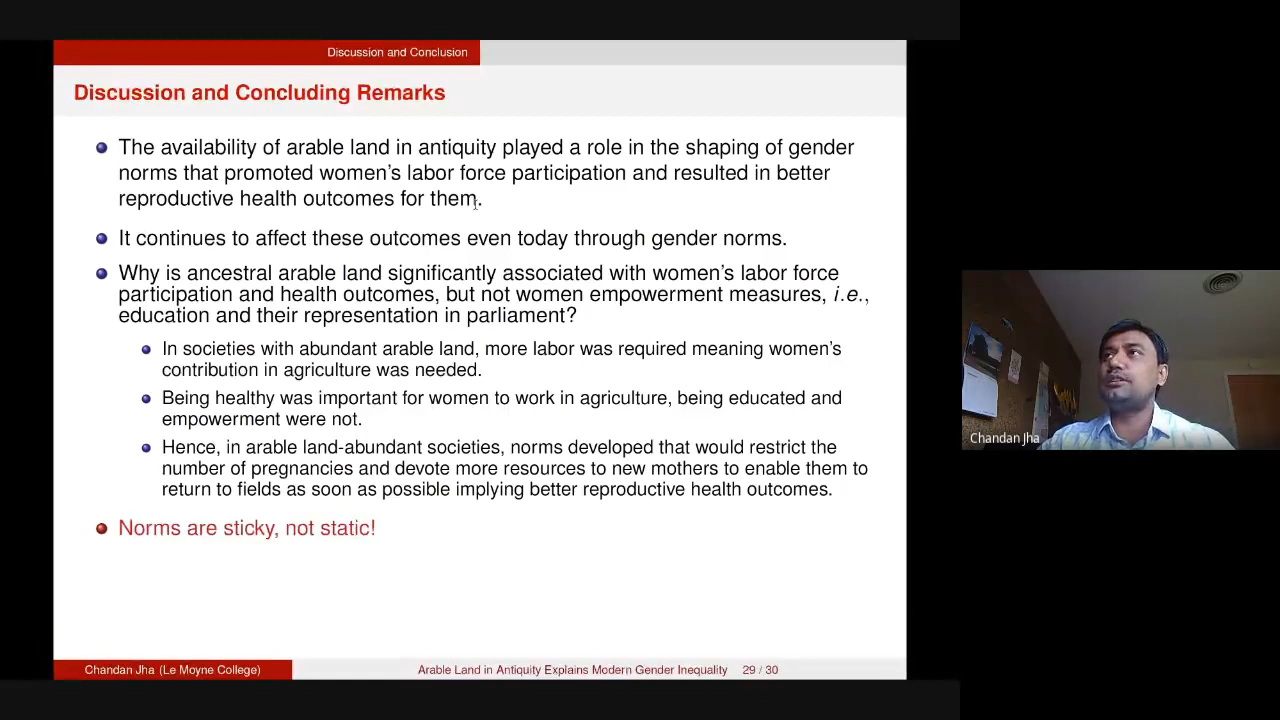 Discussion and Conclusion
Discussion and Concluding Remarks
The availability of arable land in antiquity played a role in the shaping of gender
norms that promoted women's labor force participation and resulted in better
reproductive health outcomes for them.
It continues to affect these outcomes even today through gender norms.
Why is ancestral arable land significantly associated with women's labor force
participation and health outcomes, but not women empowerment measures, i.e.,
education and their representation in parliament?
In societies with abundant arable land, more labor was required meaning women's
contribution in agriculture was needed.
Being healthy was important for women to work in agriculture, being educated and
empowerment were not.
Hence, in arable land-abundant societies, norms developed that would restrict the
number of pregnancies and devote more resources to new mothers to enable them to
return to fields as soon as possible implying better reproductive health outcomes.
Norms are sticky, not static!
Chandan Jha (Le Moyne College)
Arable Land in Antiquity Explains Modern Gender Inequality
29 / 30
Chandan Jha